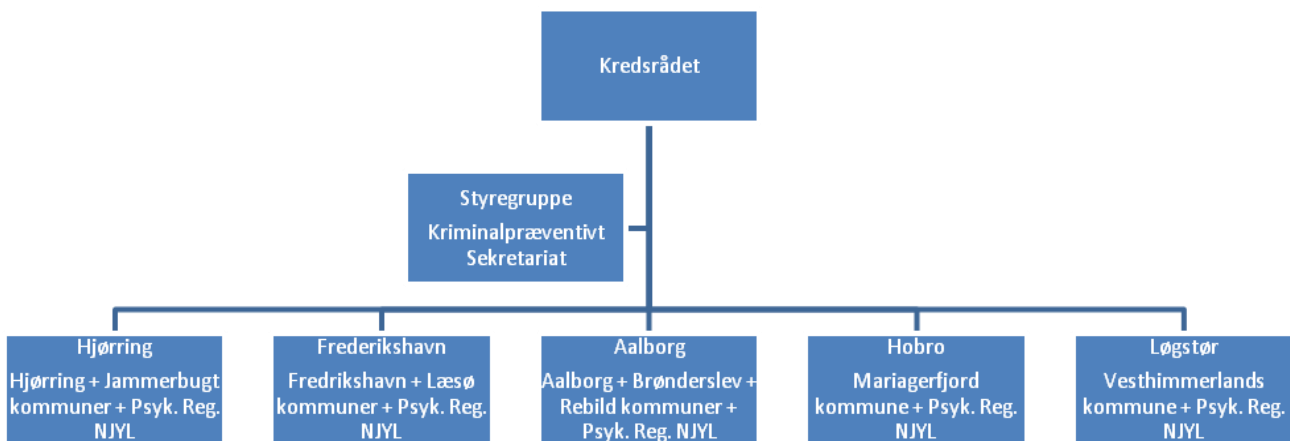 Kredsrådet
Styregruppe
Kriminalpræventivt
Sekretariat
Hjørring
Hjørring + Jammerbugt
kommuner + Psyk. Reg.
NJYL
Frederikshavn
Fredrikshavn + Læsø
kommuner + Psyk. Reg.
NJYL
Aalborg
Aalborg + Brønderslev +
Rebild kommuner +
Psyk. Reg. NJYL
Hobro
Mariagerfjord
kommune + Psyk. Reg.
NJYL
Løgstør
Vesthimmerlands
kommune + Psyk. Reg.
NJYL